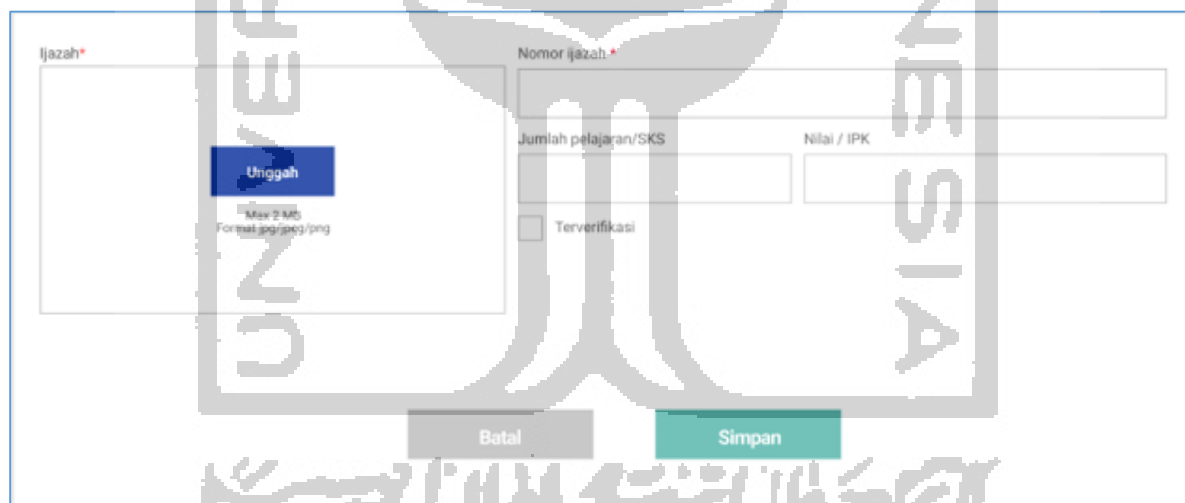 Ijazah*
Nomor ijazah *
Jumlah pelajaran/SKS
Nilai / IPK
Unggah
Max 2 MB
Format jpg/jpeg/png
Terverifikasi
Batal
Simpan